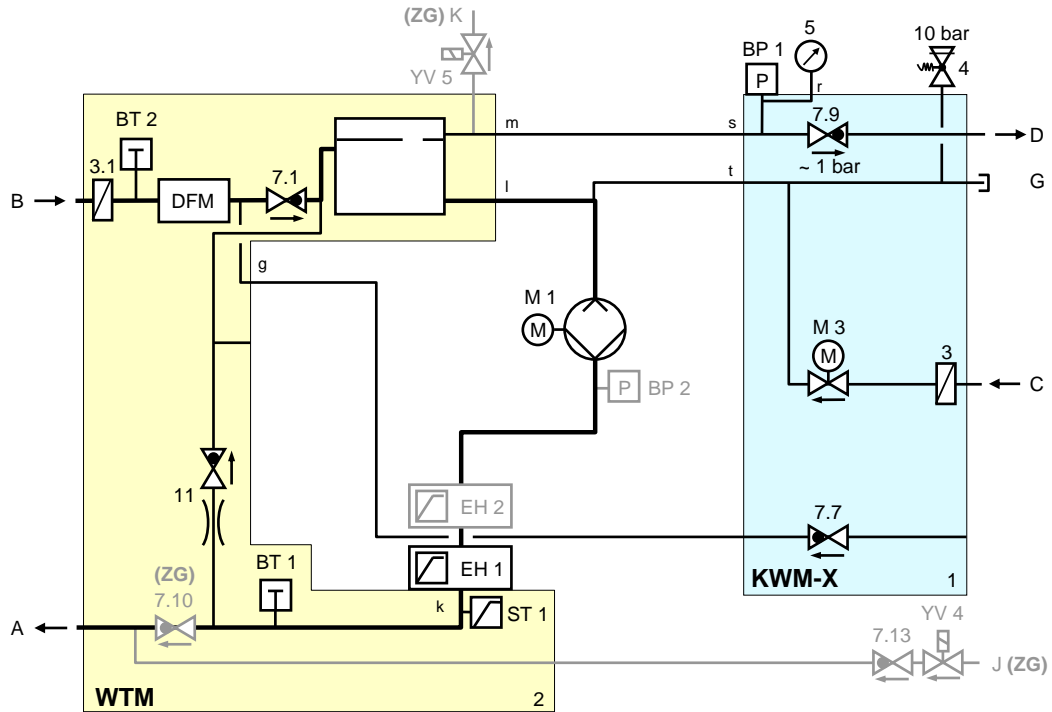 (ZG) K
YV 5
BP 1
P
5
r
10 bar
4
BT 2
3.1
7.1
m
s
7.9
D
~ 1 bar
B
DFM
l
t
G
g
M 1
M
M 3
M
3
C
P
BP 2
11
EH 2
7.7
EH 1
BT 1
(ZG)
7.10
k
ST 1
KWM-X
1
A
YV 4
7.13
J (ZG)
WTM
2